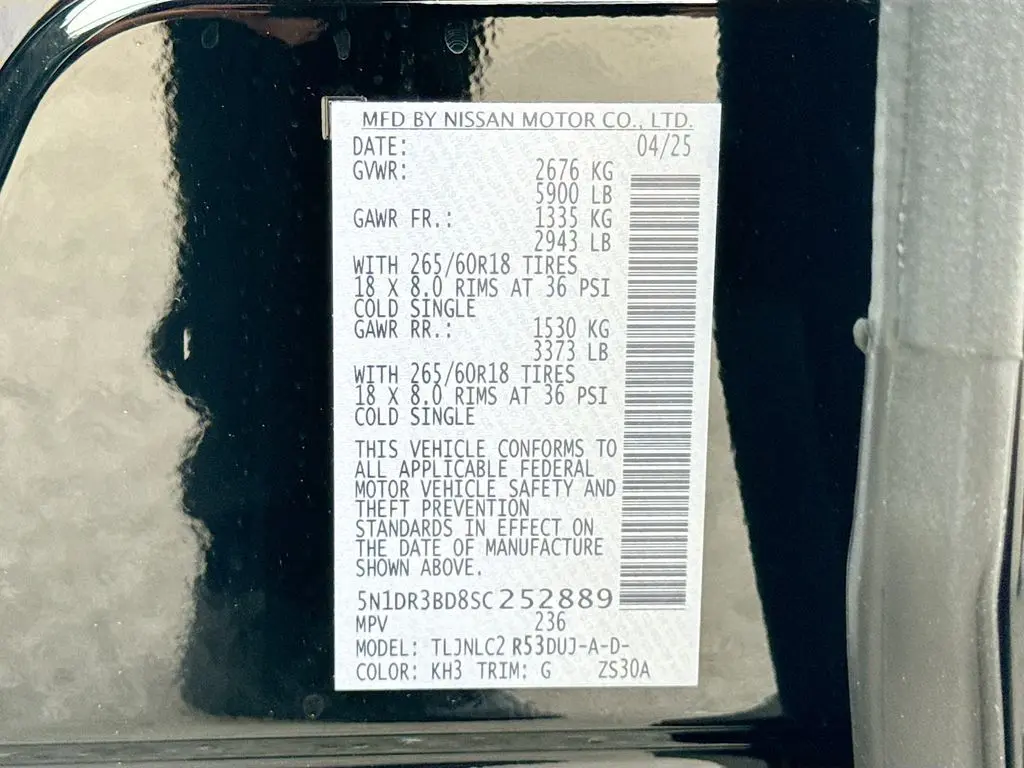 MFD BY NISSAN MOTOR CO., LTD.
DATE: 04/25
GVWR: 2676 KG
5900 LB
GAWR FR.: 1335 KG
2943 LB
WITH 265/60R18 TIRES
18 X 8.0 RIMS AT 36 PSI
COLD SINGLE
GAWR RR.: 1530 KG
3373 LB
WITH 265/60R18 TIRES
18 X 8.0 RIMS AT 36 PSI
COLD SINGLE
THIS VEHICLE CONFORMS TO
ALL APPLICABLE FEDERAL
MOTOR VEHICLE SAFETY AND
THEFT PREVENTION
STANDARDS IN EFFECT ON
THE DATE OF MANUFACTURE
SHOWN ABOVE.
5N1DR3BD8SC252889
MPV 236
MODEL: TLJNLC2 R53DUJ-A-D-
COLOR: KH3 TRIM: G ZS30A